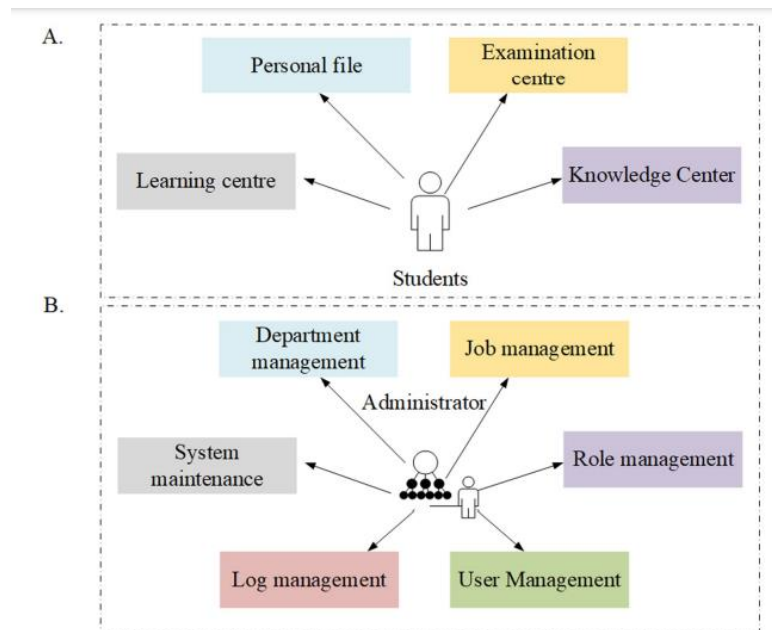 A.
Personal file
Examination
centre
Learning centre
Knowledge Center
Students
B.
Department
management
Job management
Administrator
System
maintenance
Role management
Log management
User Management